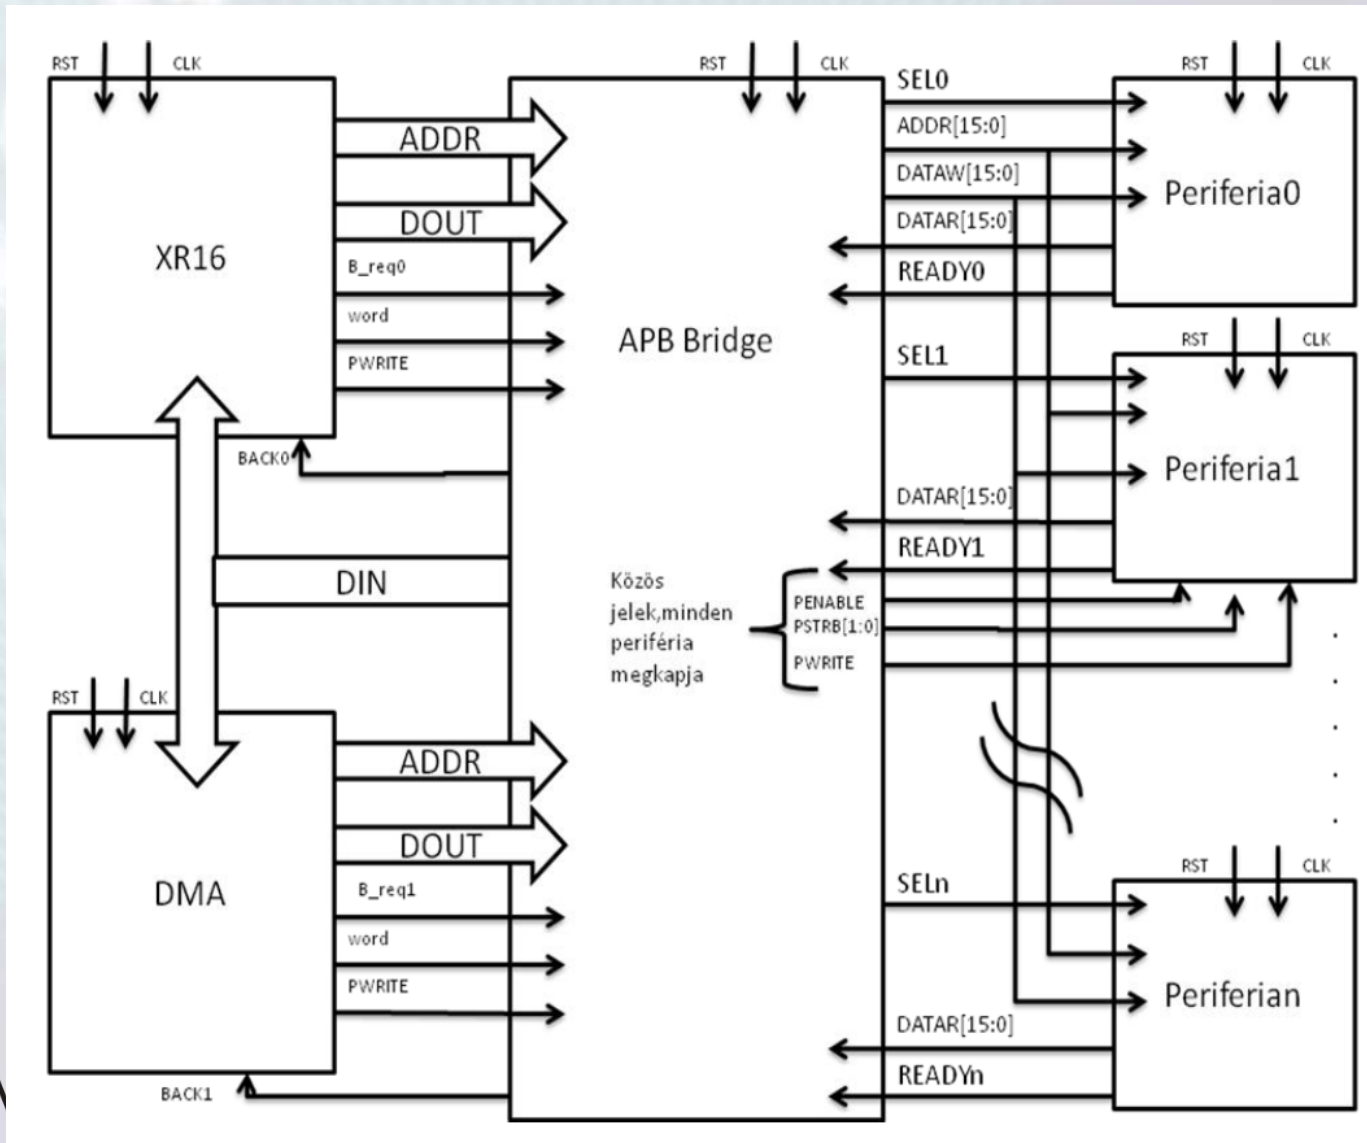 RST CLK
XR16
ADDR
DOUT
B_req0
word
PWRITE
BACK0
DIN
RST CLK
DMA
ADDR
DOUT
B_req1
word
PWRITE
BACK1
RST CLK
APB Bridge
Közös
jelek,minden
periféria
megkapja
PENABLE
PSTRB[1:0]
PWRITE
SEL0
ADDR[15:0]
DATAW[15:0]
DATAR[15:0]
READY0
RST CLK
Periferia0
SEL1
DATAR[15:0]
READY1
RST CLK
Periferia1
SELn
DATAR[15:0]
READYn
RST CLK
Periferian